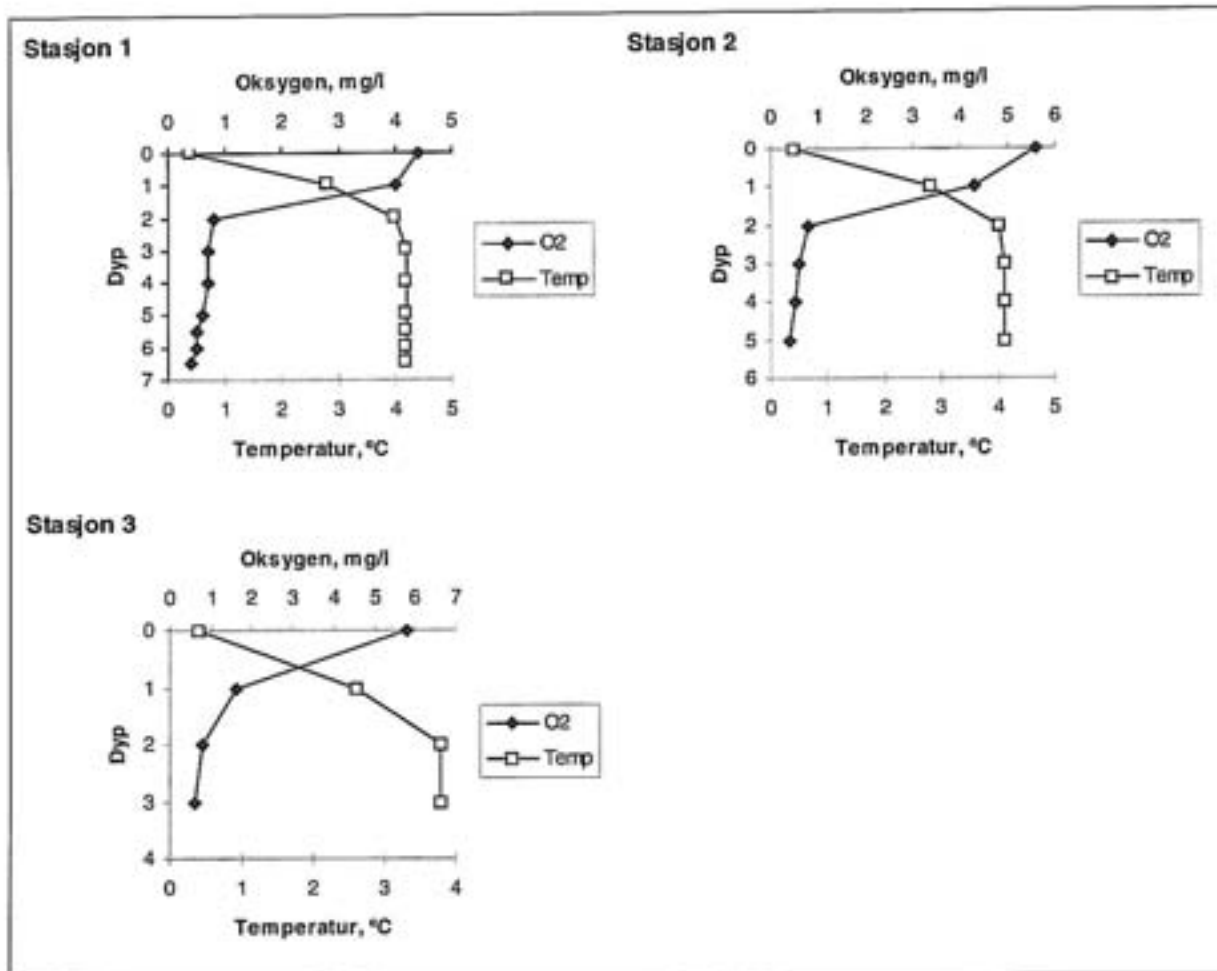 Stasjon 1
Oksygen, mg/l
0 1 2 3 4 5
0
1
2
3
4
5
6
7
Dyp
0 1 2 3 4 5
Temperatur, ºC
O2
Temp
Stasjon 2
Oksygen, mg/l
0 1 2 3 4 5 6
0
1
2
3
4
5
6
Dyp
0 1 2 3 4 5
Temperatur, ºC
O2
Temp
Stasjon 3
Oksygen, mg/l
0 1 2 3 4 5 6 7
0
1
2
3
4
Dyp
0 1 2 3 4
Temperatur, ºC
O2
Temp